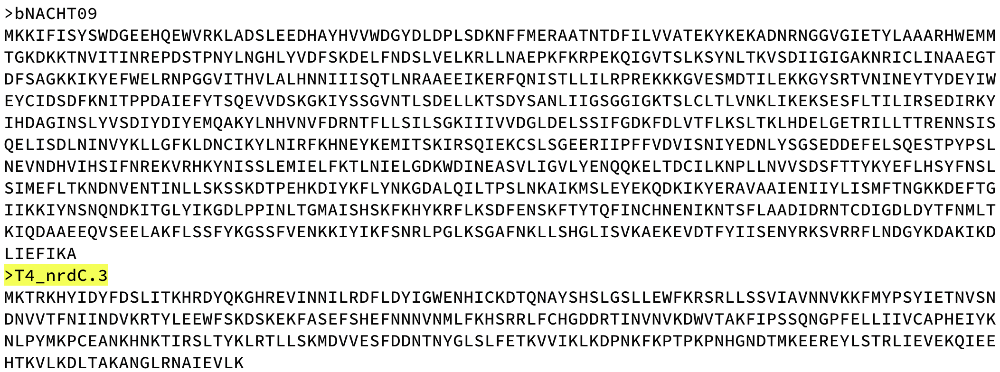 >bNACHT09
MKKIFISYSWDGEEHQEWVRKLADSLEEDHAYHVVWDGYDLDPLSDKNFFMERAATNTDFILVVATEKYKEKADNRNGGVGIETYLAAARHWEMM
TGKDKKTNVITINREPDSTPNYLNGHLYVDFSKDELFNDSLVELKRLLNAEPKFKRPEKQIGVTSLKSYNLTKVSDIIGIGAKNRICLINAAEGT
DFSAGKKIKYEFWELRNPGGVITHVLALHNNIIISQTLNRAAEEIKERFQNISTLLILRPREKKKGVESMDTILEKKGYSRTVNINEYTYDEYIW
EYCIDSDFKNITPPDAIEFYTSQEVVDSKGKIYSSGVNTLSDELLKTSDYSANLIIGSGGIGKTSLCLTLVNKLIKEKSESFLTILIRSEDIRKY
IHDAGINSLYVSDIYDIYEMQAKYLNHVNVFDRNTFLLSILSGKIIIVVDGLDELSSIFGDKFDLVTFLKSLTKLHDELGETRILLTTRENNSIS
QELISDLNINVYKLLGFKLDNCIKYLNIRFKHNEYKEMITSKIRSQIEKCSLSGEERIIPFFVDVISNIYEDNLYSGSEDDEFELSQESTPYPSL
NEVNDHVIHSIFNREKVRHKYNISSLEMIELFKTLNIELGDKWDINEASVLIGVLYENQQKELTDCILKNPLLNVVSDSFTTYKYEFLHSYFNSL
SIMEFLTKNDNVENTINLLSKSSKDTPEHKDIYKFLYNKGDALQILTPSLNKAIKMSLEYEKQDKIKYERAVAAIENIIYLISMFTNGKKDEFTG
IIKKIYNSNQNDKITGLYIKGDLPPINLTGMAISHSKFKHYKRFLKSDFENSKFTYTQFINCHNENIKNTSFLAADIDRNTCDIGDLDYTFNMLT
KIQDAAEEQVSEELAKFLSSFYKGSSFVENKKIYIKFSNRLPGLKSGAFNKLLSHGLISVKAEKEVDTFYIISENYRKSVRRFLNDGYKDAKIKD
LIEFIKA
>T4_nrdC.3
MKTRKHYIDYFDSLITKHRDYQKGHREVINNILRDFLDYIGWENHICKDTQNAYSHSLGSLLEWFKRSRLLSSVIAVNNVKKFMYPSYIETNVSN
DNVVTFNIINDVKRTYLEEWFSKDSKEKFASEFSHEFNNNVNMLFKHSRRLFCHGDDRTINVNVKDWVTAKFIPSSQNGPFELLIIVCAPHEIYK
NLPYMKPCEANKHNKTIRSLTYKLRTLLSKMDVVESFDDNTNYGLSLFETKVVIKLKDPNKFKPTPKPNHGNDTMKEEREYLSTRLIEVEKQIEE
HTKVLKDLTAKANGLRNAIEVLK